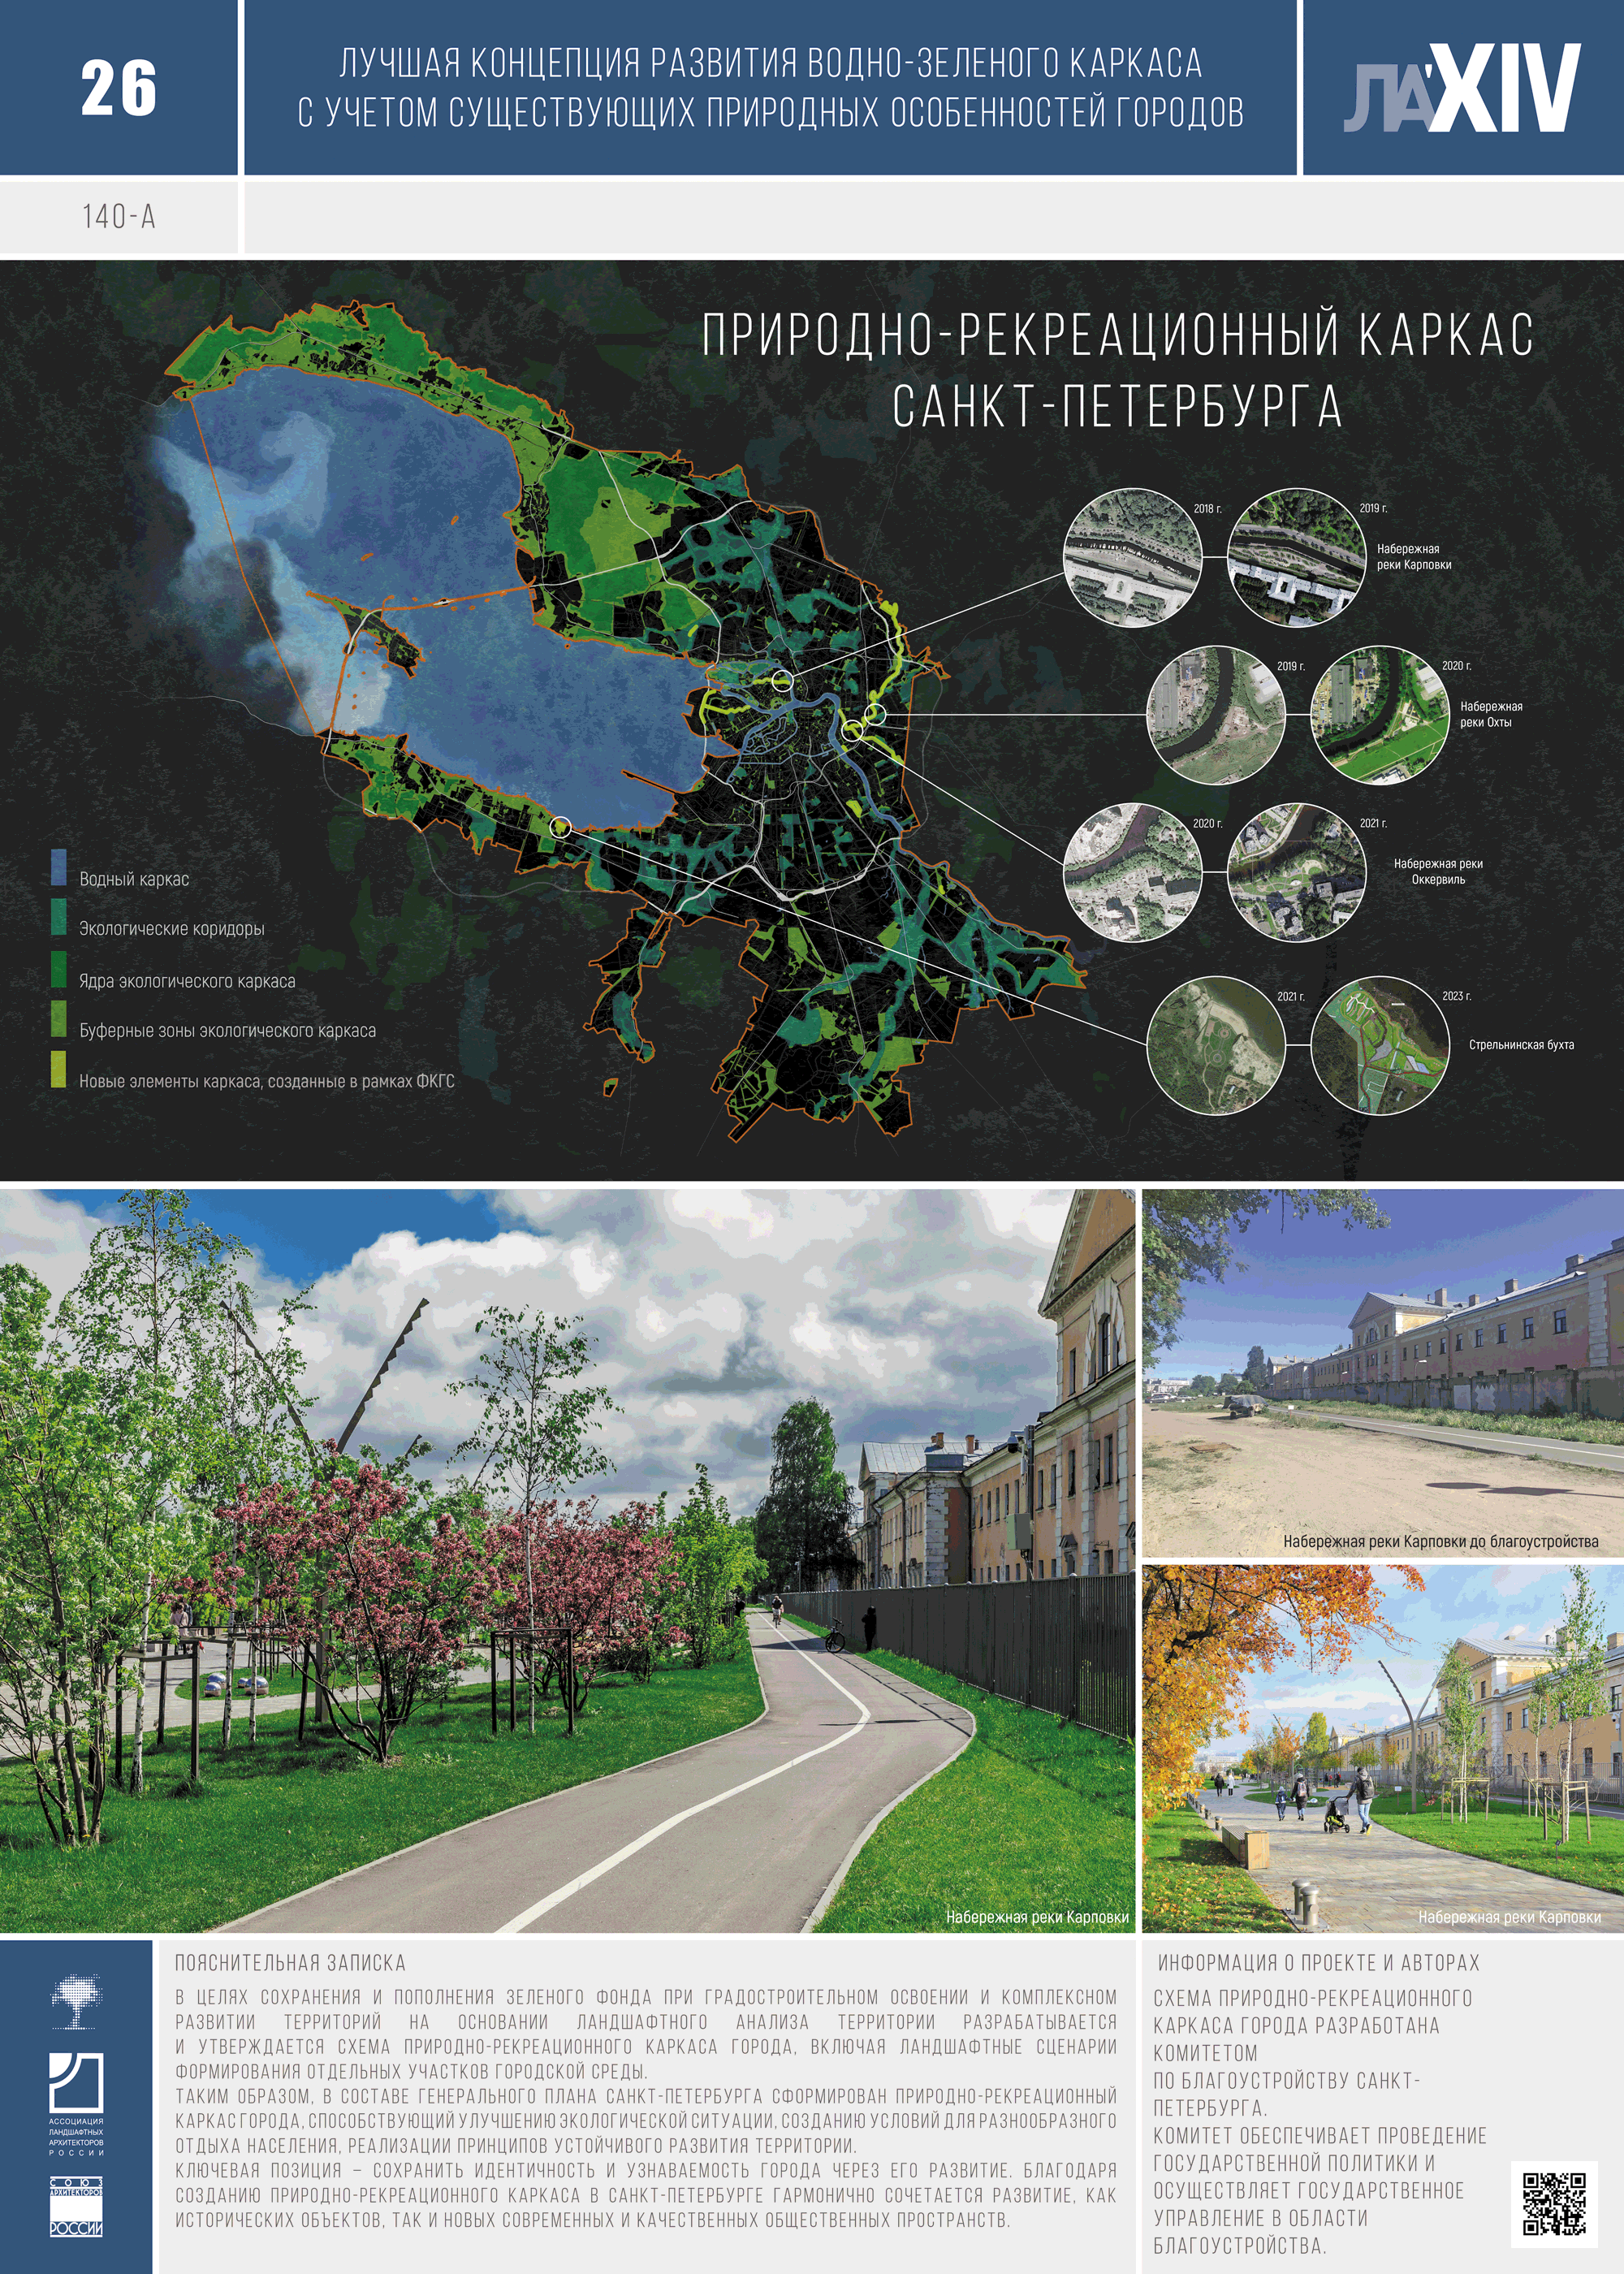 26
ЛУЧШАЯ КОНЦЕПЦИЯ РАЗВИТИЯ ВОДНО-ЗЕЛЕНОГО КАРКАСА
С УЧЕТОМ СУЩЕСТВУЮЩИХ ПРИРОДНЫХ ОСОБЕННОСТЕЙ ГОРОДОВ
ЛА'XIV
140-А
ПРИРОДНО-РЕКРЕАЦИОННЫЙ КАРКАС
САНКТ-ПЕТЕРБУРГА
2018 г.
2019 г.
Набережная
реки Карповки
2019 г.
2020 г.
Набережная
реки Охты
2020 г.
2021 г.
Набережная реки
Оккервиль
2021 г.
2023 г.
Стрельнинская бухта
Водный каркас
Экологические коридоры
Ядра экологического каркаса
Буферные зоны экологического каркаса
Новые элементы каркаса, созданные в рамках ФКГС
Набережная реки Карповки до благоустройства
Набережная реки Карповки
Набережная реки Карповки
АССОЦИАЦИЯ
ЛАНДШАФТНЫХ
АРХИТЕКТОРОВ
РОССИИ
СОЮЗ
АРХИТЕКТОРОВ
РОССИИ
ПОЯСНИТЕЛЬНАЯ ЗАПИСКА
В ЦЕЛЯХ СОХРАНЕНИЯ И ПОПОЛНЕНИЯ ЗЕЛЕНОГО ФОНДА ПРИ ГРАДОСТРОИТЕЛЬНОМ ОСВОЕНИИ И КОМПЛЕКСНОМ
РАЗВИТИИ ТЕРРИТОРИЙ НА ОСНОВАНИИ ЛАНДШАФТНОГО АНАЛИЗА ТЕРРИТОРИИ РАЗРАБАТЫВАЕТСЯ
И УТВЕРЖДАЕТСЯ СХЕМА ПРИРОДНО-РЕКРЕАЦИОННОГО КАРКАСА ГОРОДА, ВКЛЮЧАЯ ЛАНДШАФТНЫЕ СЦЕНАРИИ
ФОРМИРОВАНИЯ ОТДЕЛЬНЫХ УЧАСТКОВ ГОРОДСКОЙ СРЕДЫ.
ТАКИМ ОБРАЗОМ, В СОСТАВЕ ГЕНЕРАЛЬНОГО ПЛАНА САНКТ-ПЕТЕРБУРГА СФОРМИРОВАН ПРИРОДНО-РЕКРЕАЦИОННЫЙ
КАРКАС ГОРОДА, СПОСОБСТВУЮЩИЙ УЛУЧШЕНИЮ ЭКОЛОГИЧЕСКОЙ СИТУАЦИИ, СОЗДАНИЮ УСЛОВИЙ ДЛЯ РАЗНООБРАЗНОГО
ОТДЫХА НАСЕЛЕНИЯ, РЕАЛИЗАЦИИ ПРИНЦИПОВ УСТОЙЧИВОГО РАЗВИТИЯ ТЕРРИТОРИИ.
КЛЮЧЕВАЯ ПОЗИЦИЯ – СОХРАНИТЬ ИДЕНТИЧНОСТЬ И УЗНАВАЕМОСТЬ ГОРОДА ЧЕРЕЗ ЕГО РАЗВИТИЕ. БЛАГОДАРЯ
СОЗДАНИЮ ПРИРОДНО-РЕКРЕАЦИОННОГО КАРКАСА В САНКТ-ПЕТЕРБУРГЕ ГАРМОНИЧНО СОЧЕТАЕТСЯ РАЗВИТИЕ, КАК
ИСТОРИЧЕСКИХ ОБЪЕКТОВ, ТАК И НОВЫХ СОВРЕМЕННЫХ И КАЧЕСТВЕННЫХ ОБЩЕСТВЕННЫХ ПРОСТРАНСТВ.
ИНФОРМАЦИЯ О ПРОЕКТЕ И АВТОРАХ
СХЕМА ПРИРОДНО-РЕКРЕАЦИОННОГО
КАРКАСА ГОРОДА РАЗРАБОТАНА
КОМИТЕТОМ
ПО БЛАГОУСТРОЙСТВУ САНКТ-
ПЕТЕРБУРГА.
КОМИТЕТ ОБЕСПЕЧИВАЕТ ПРОВЕДЕНИЕ
ГОСУДАРСТВЕННОЙ ПОЛИТИКИ И
ОСУЩЕСТВЛЯЕТ ГОСУДАРСТВЕННОЕ
УПРАВЛЕНИЕ В ОБЛАСТИ
БЛАГОУСТРОЙСТВА.